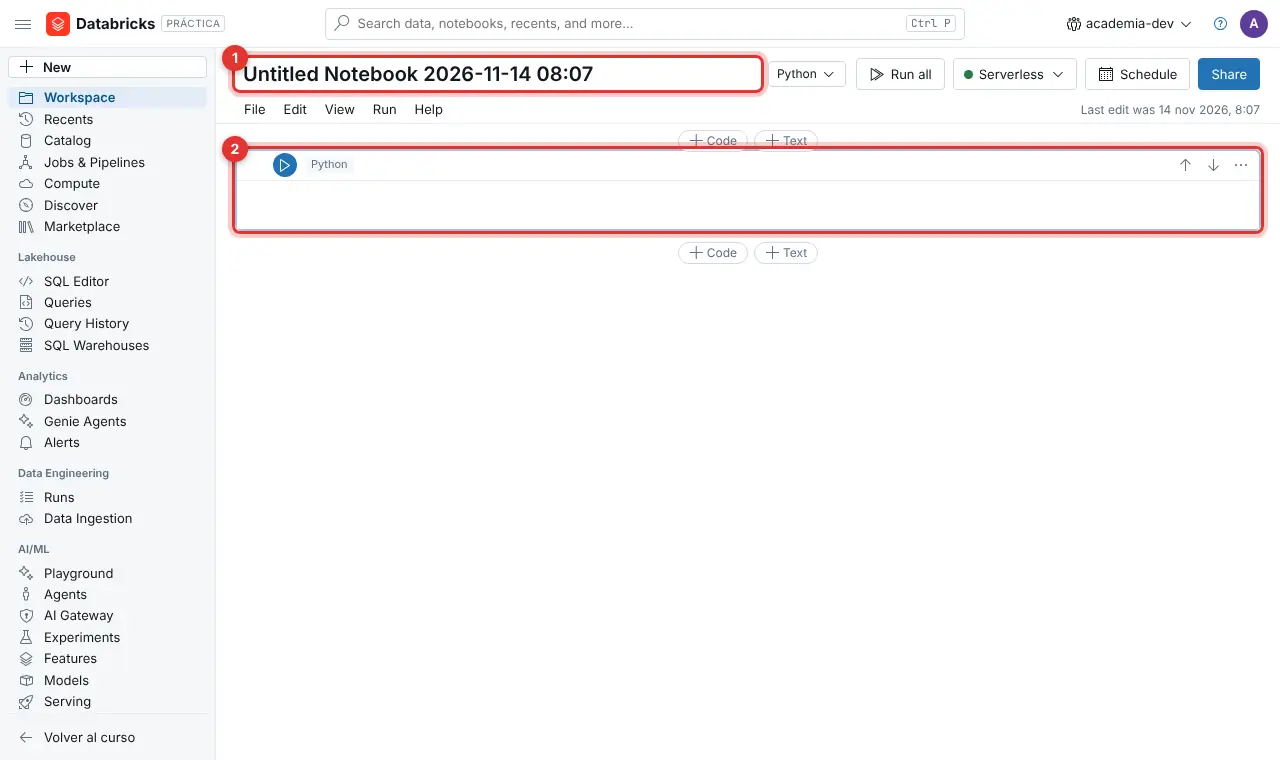 Databricks PRÁCTICA
Search data, notebooks, recents, and more... Ctrl P
academia-dev
?
A
New
Workspace
Recents
Catalog
Jobs & Pipelines
Compute
Discover
Marketplace
Lakehouse
SQL Editor
Queries
Query History
SQL Warehouses
Analytics
Dashboards
Genie Agents
Alerts
Data Engineering
Runs
Data Ingestion
AI/ML
Playground
Agents
AI Gateway
Experiments
Features
Models
Serving
Volver al curso
1
Untitled Notebook 2026-11-14 08:07
Python
Run all
Serverless
Schedule
Share
File Edit View Run Help
Last edit was 14 nov 2026, 8:07
Code Text
2
Python
Code Text